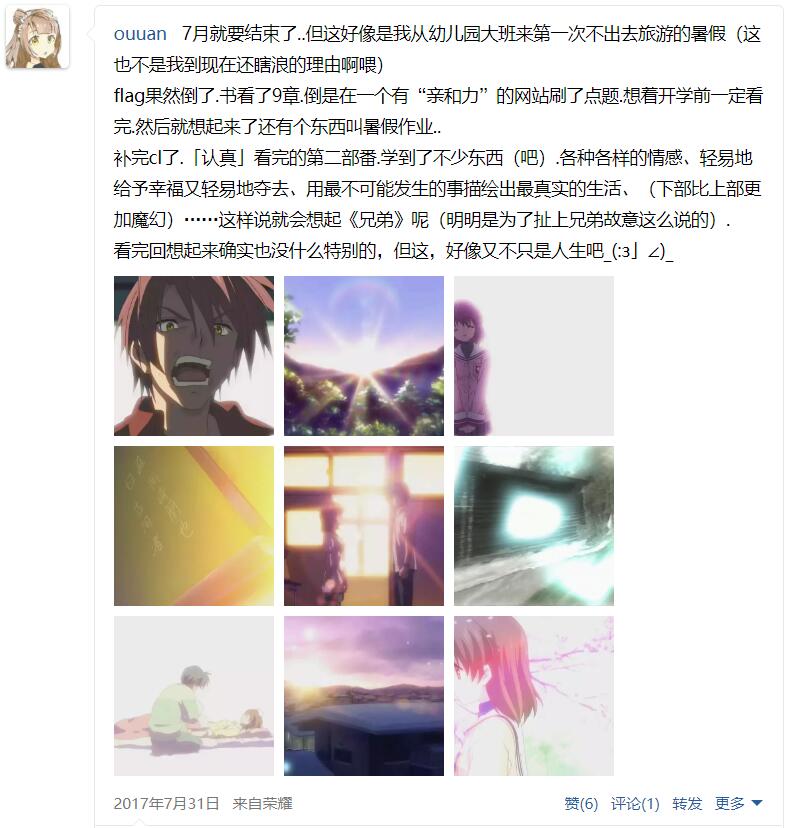 ouuan 7月就要结束了..但这好像是我从幼儿园大班来第一次不出去旅游的暑假（这
也不是我到现在还瞎浪的理由啊喂）
flag果然倒了.书看了9章.倒是在一个有“亲和力”的网站刷了点题.想着开学前一定看
完.然后就想起来了还有个东西叫暑假作业..
补完cl了.「认真」看完的第二部番.学到了不少东西（吧）.各种各样的情感、轻易地
给予幸福又轻易地夺去、用最不可能发生的事描绘出最真实的生活、（下部比上部更
加魔幻）……这样说就会想起《兄弟》呢（明明是为了扯上兄弟故意这么说的）.
看完回想起来确实也没什么特别的，但这，好像又不只是人生吧_(:з」∠)_
2017年7月31日 来自荣耀
赞(6) 评论(1) 转发 更多